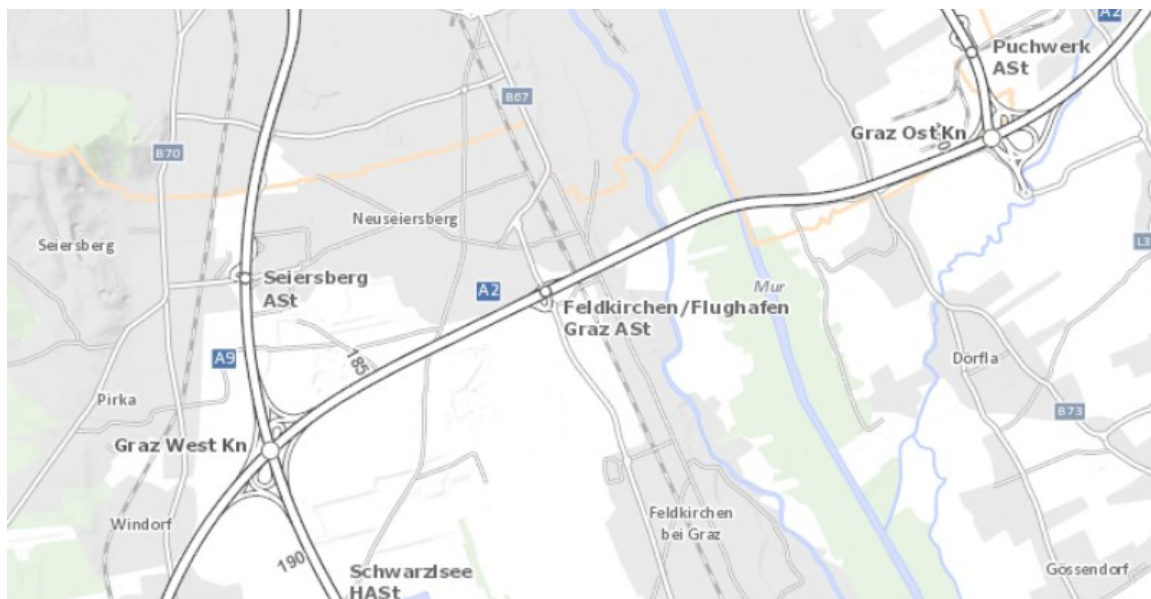 A2
Puchwerk
ASt
B67
Graz Ost Kn
B70
Neuseiersberg
Seiersberg
L3
Seiersberg
ASt
A2
Mur
Feldkirchen/Flughafen
Graz ASt
A9
185
Dörfla
Pirka
B73
Graz West Kn
Windorf
Feldkirchen
bei Graz
190
Schwarzlsee
HASt
Gössendorf